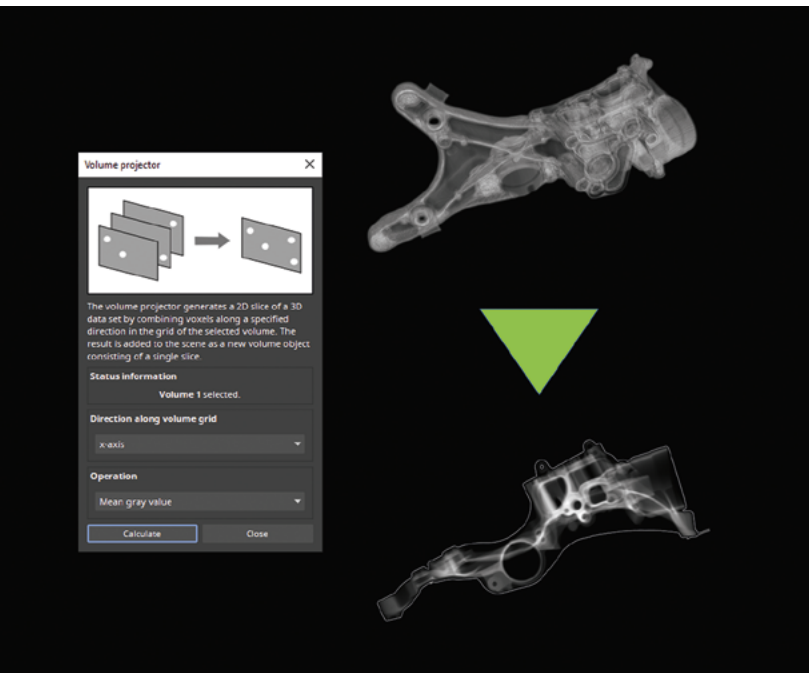 Volume projector
The volume projector generates a 2D slice of a 3D
data set by combining voxels along a specified
direction in the grid of the selected volume. The
result is added to the scene as a new volume object
consisting of a single slice.
Status information
Volume 1 selected.
Direction along volume grid
x-axis
Operation
Mean gray value
Calculate
Close